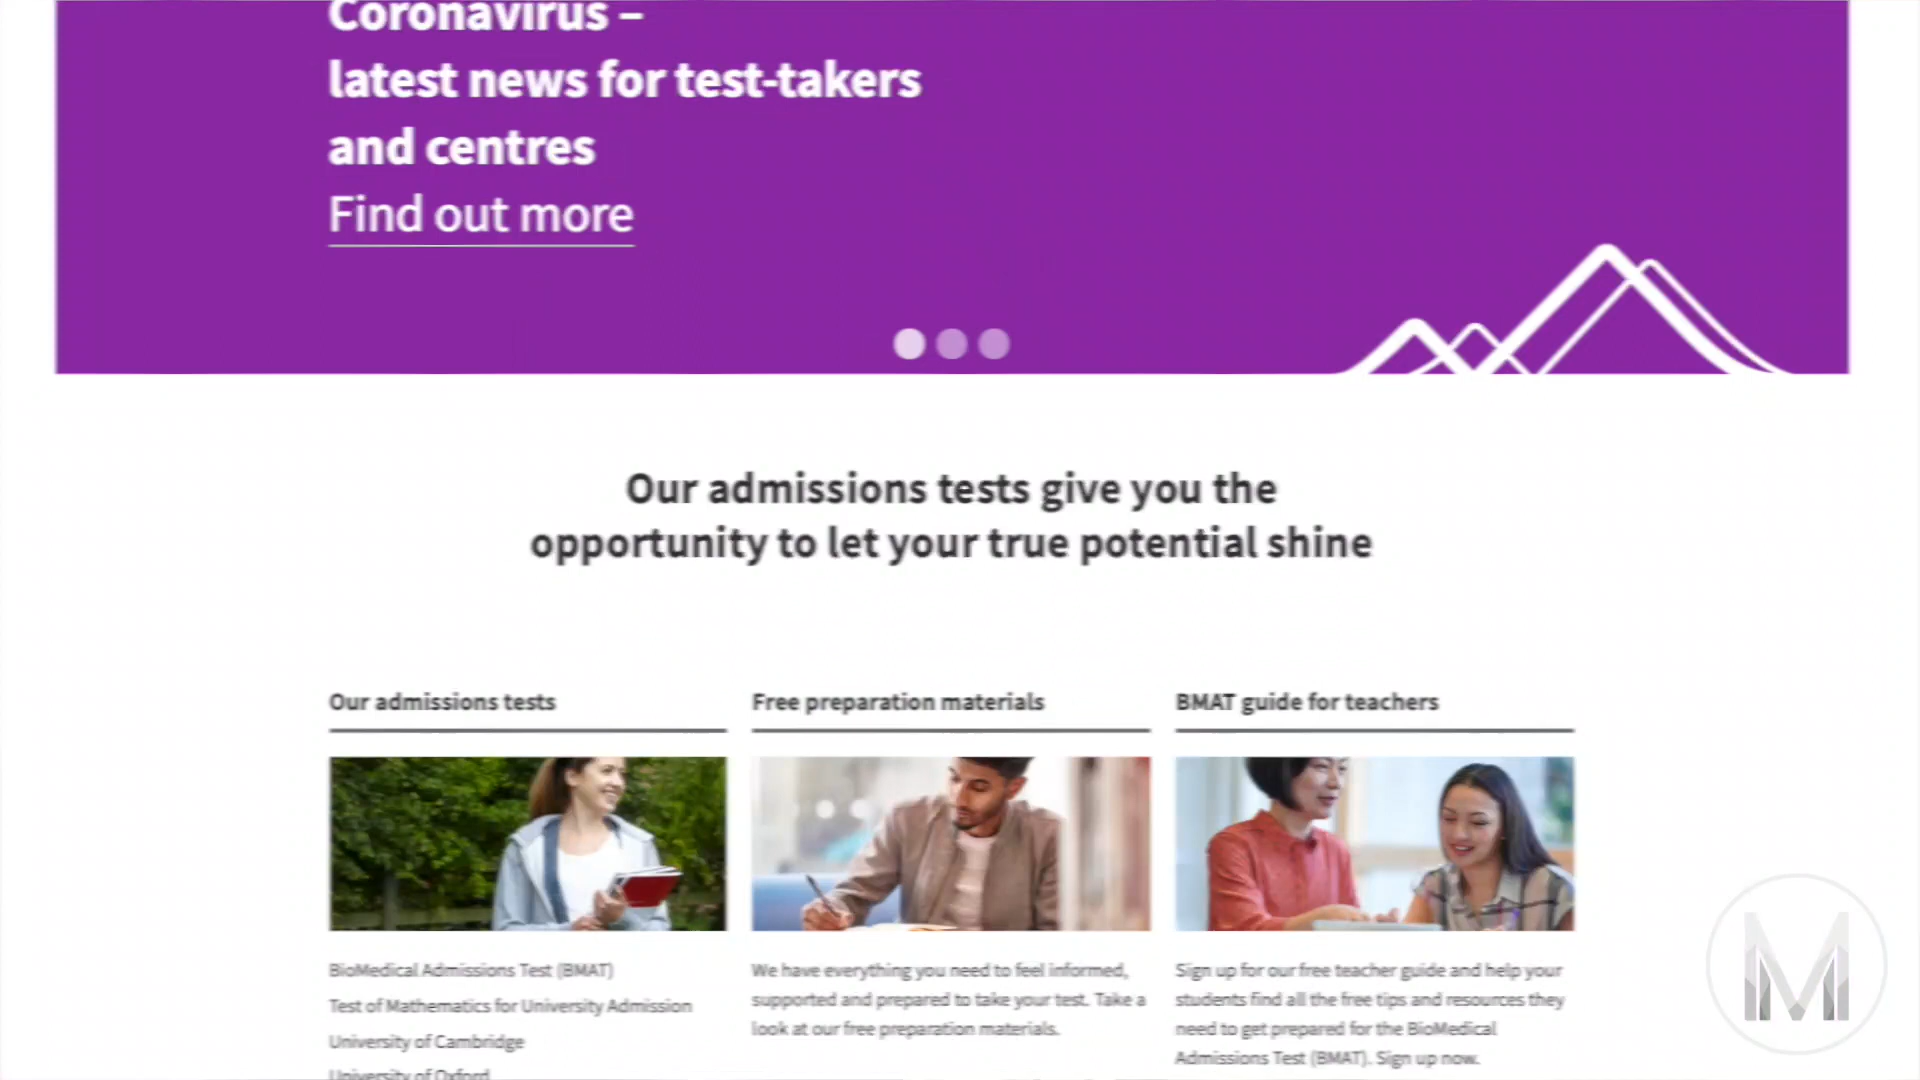 Coronavirus –
latest news for test-takers
and centres
Find out more
Our admissions tests give you the
opportunity to let your true potential shine
Our admissions tests
Free preparation materials
BMAT guide for teachers
BioMedical Admissions Test (BMAT)
Test of Mathematics for University Admission
University of Cambridge
University of Oxford
We have everything you need to feel informed,
supported and prepared to take your test. Take a
look at our free preparation materials.
Sign up for our free teacher guide and help your
students find all the free tips and resources they
need to get prepared for the BioMedical
Admissions Test (BMAT). Sign up now.
M